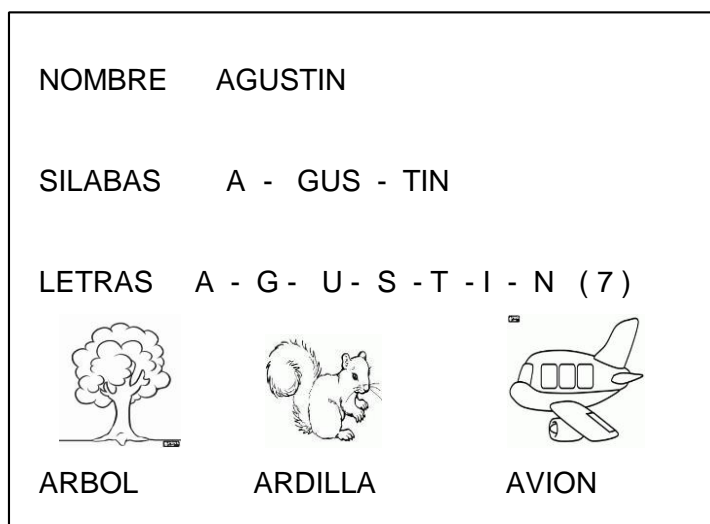 NOMBRE AGUSTIN
SILABAS A - GUS - TIN
LETRAS A - G - U - S - T - I - N ( 7 )
ARBOL ARDILLA AVION